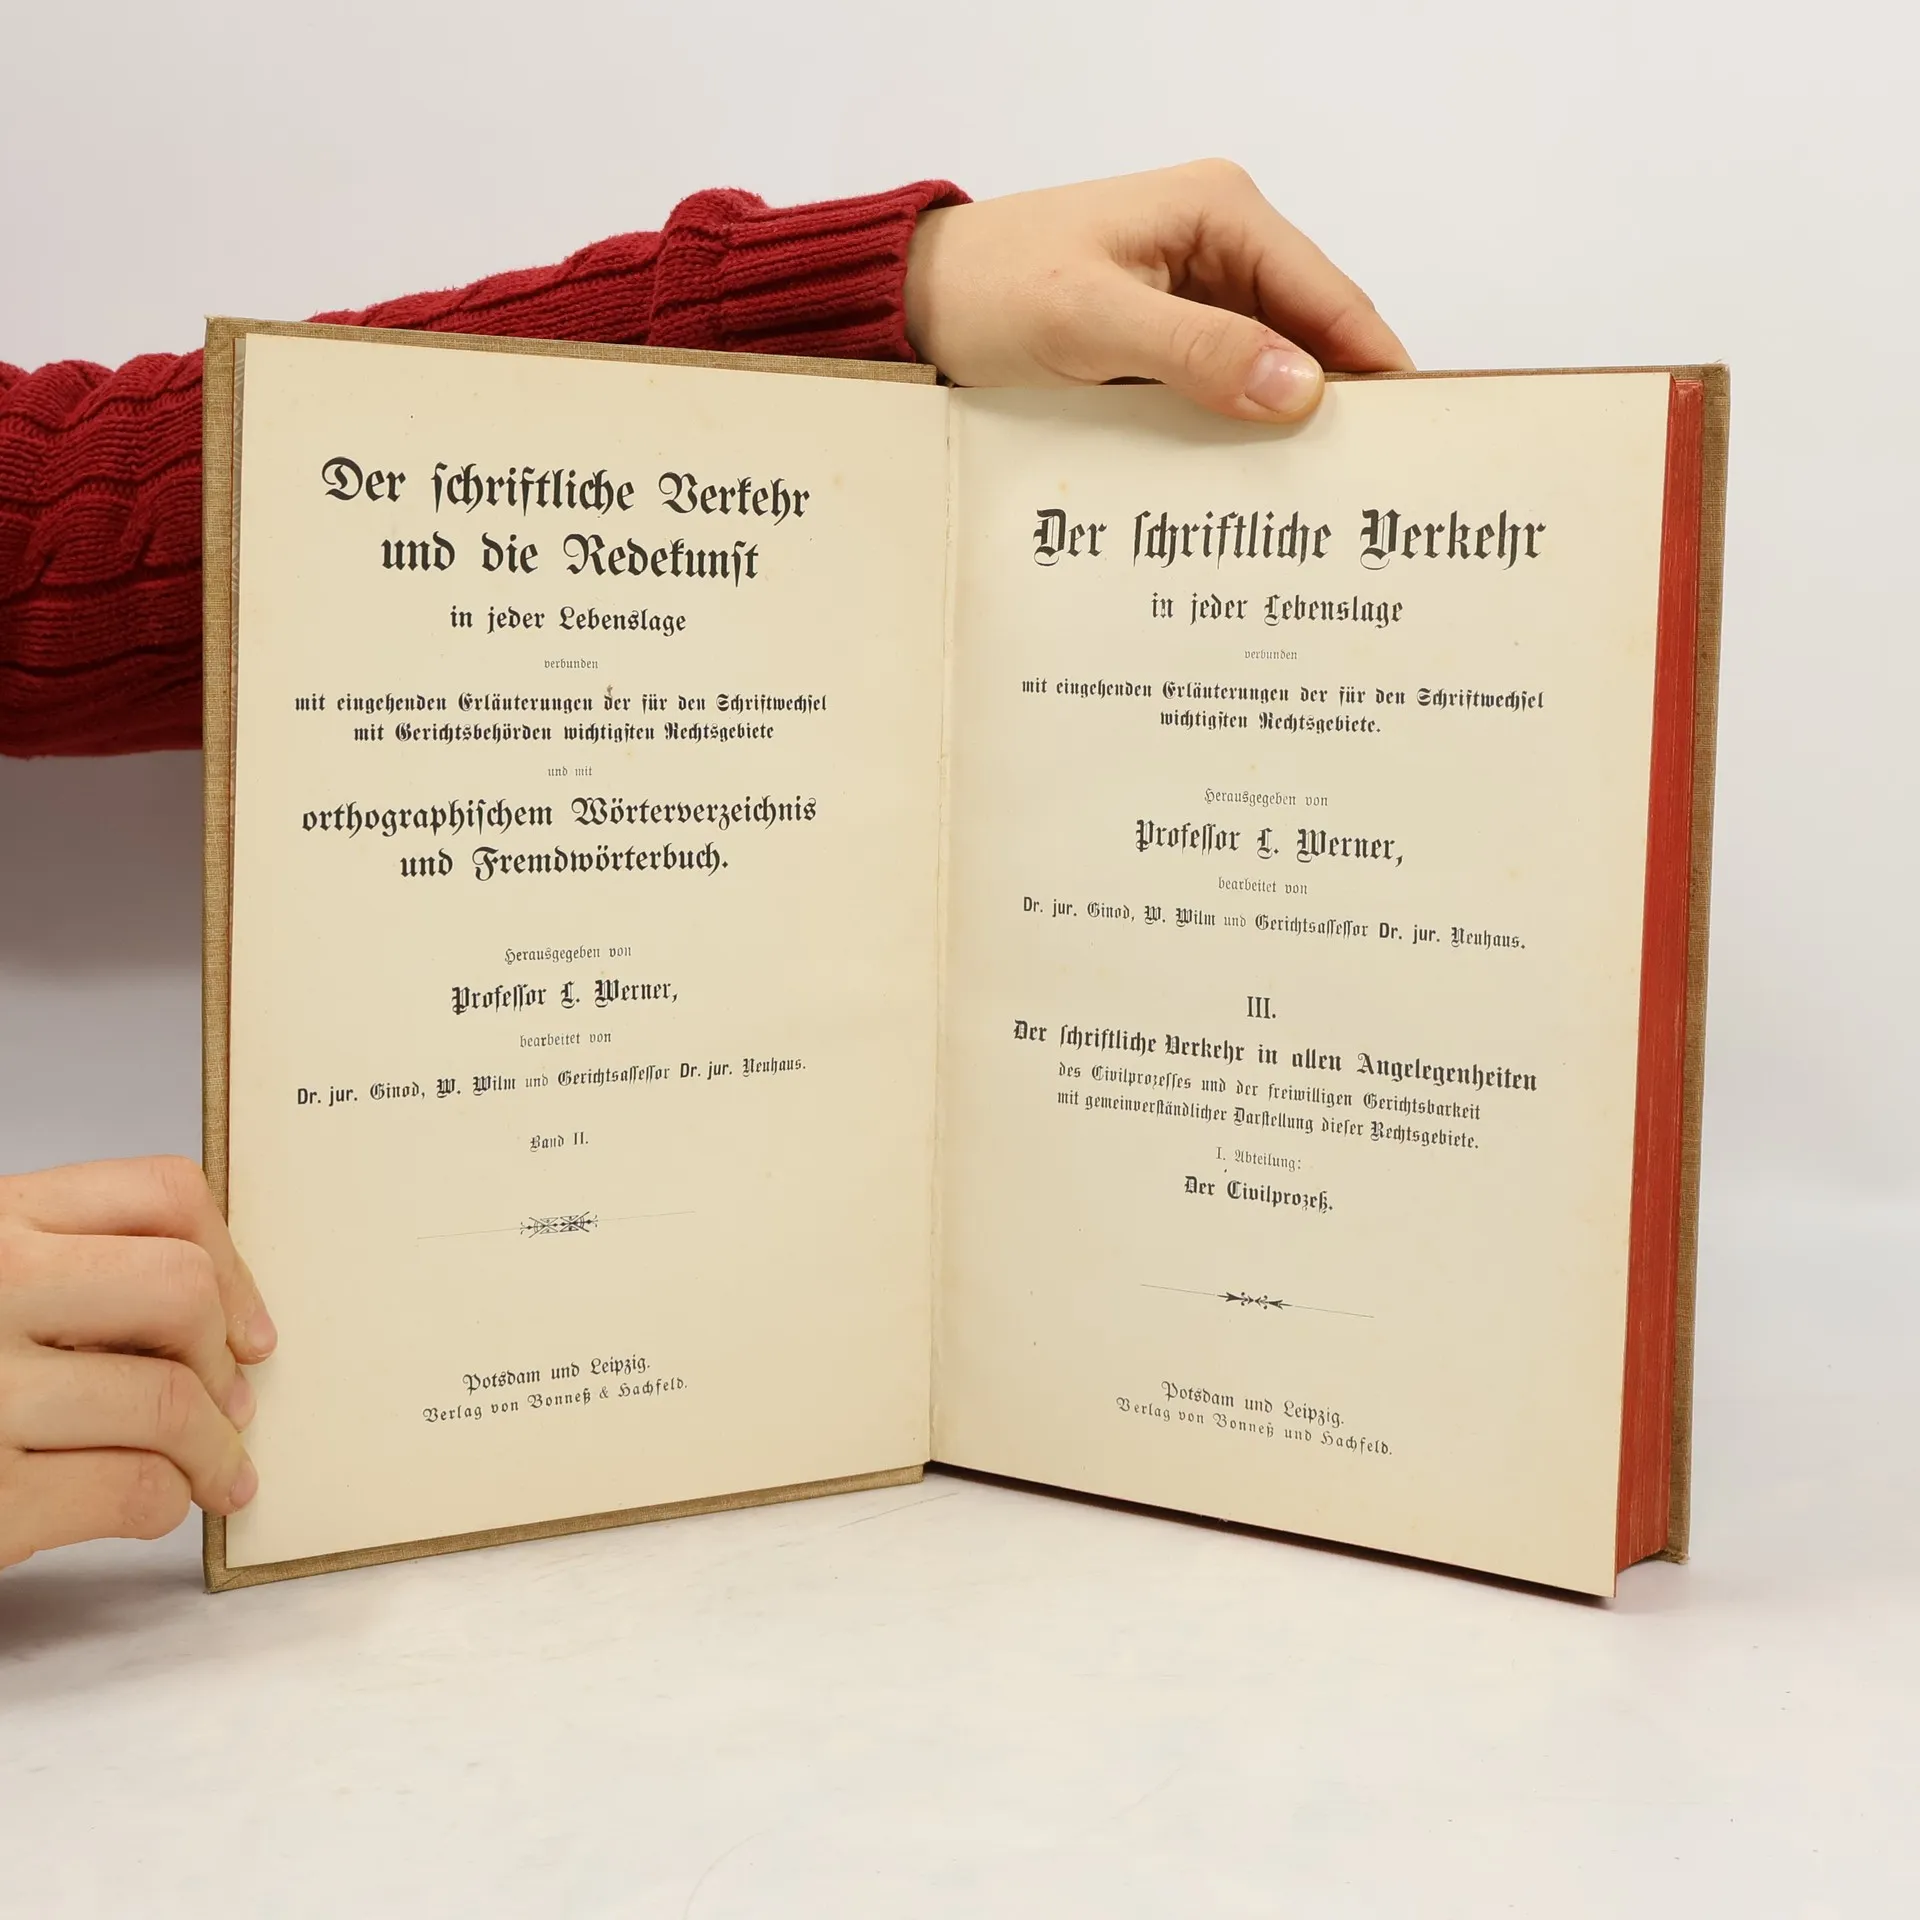 Der schriftliche Verkehr
und die Redekunst
in jeder Lebenslage
verbunden
mit eingehenden Erläuterungen der für den Schriftwechsel
mit Gerichtsbehörden wichtigsten Rechtsgebiete
und mit
orthographischem Wörterverzeichnis
und Fremdwörterbuch.
Herausgegeben von
Professor L. Werner,
bearbeitet von
Dr. jur. Ginod, W. Wilm und Gerichtsassessor Dr. jur. Neuhaus.
Band II.
Potsdam und Leipzig.
Verlag von Bonneß & Hachfeld.
Der schriftliche Verkehr
in jeder Lebenslage
verbunden
mit eingehenden Erläuterungen der für den Schriftwechsel
wichtigsten Rechtsgebiete.
Herausgegeben von
Professor L. Werner,
bearbeitet von
Dr. jur. Ginod, W. Wilm und Gerichtsassessor Dr. jur. Neuhaus.
III.
Der schriftliche Verkehr in allen Angelegenheiten
des Civilprozesses und der freiwilligen Gerichtsbarkeit
mit gemeinverständlicher Darstellung dieser Rechtsgebiete.
I. Abteilung:
Der Civilprozeß.
Potsdam und Leipzig.
Verlag von Bonneß und Hachfeld.